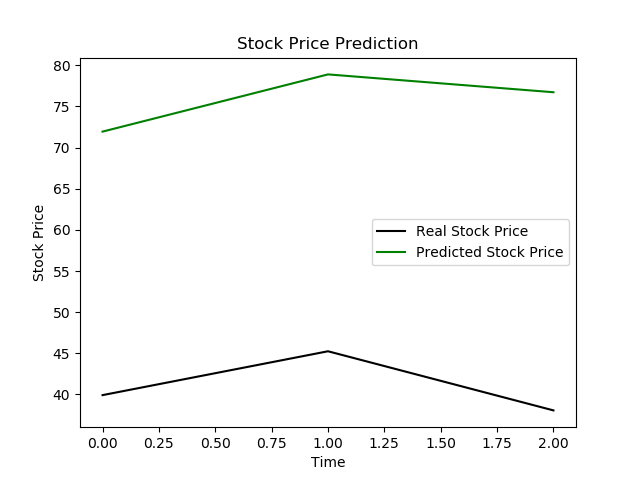 Stock Price Prediction
80
75
70
65
60
55
50
45
40
Stock Price
Real Stock Price
Predicted Stock Price
0.00 0.25 0.50 0.75 1.00 1.25 1.50 1.75 2.00
Time